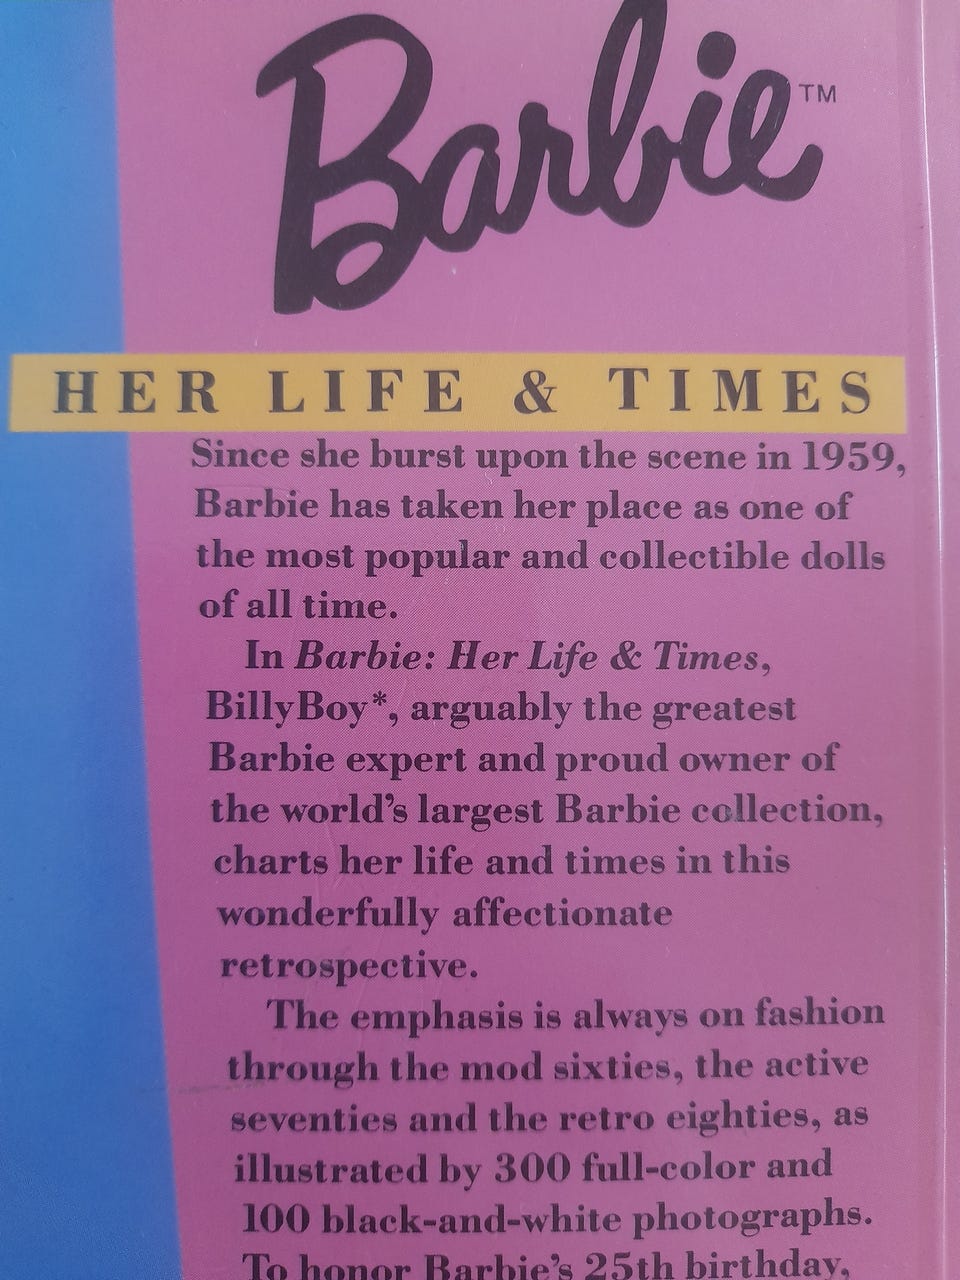 Barbie™
HER LIFE & TIMES
Since she burst upon the scene in 1959,
Barbie has taken her place as one of
the most popular and collectible dolls
of all time.
In Barbie: Her Life & Times,
BillyBoy*, arguably the greatest
Barbie expert and proud owner of
the world's largest Barbie collection,
charts her life and times in this
wonderfully affectionate
retrospective.
The emphasis is always on fashion
through the mod sixties, the active
seventies and the retro eighties, as
illustrated by 300 full-color and
100 black-and-white photographs.
To honor Barbie's 25th birthday,